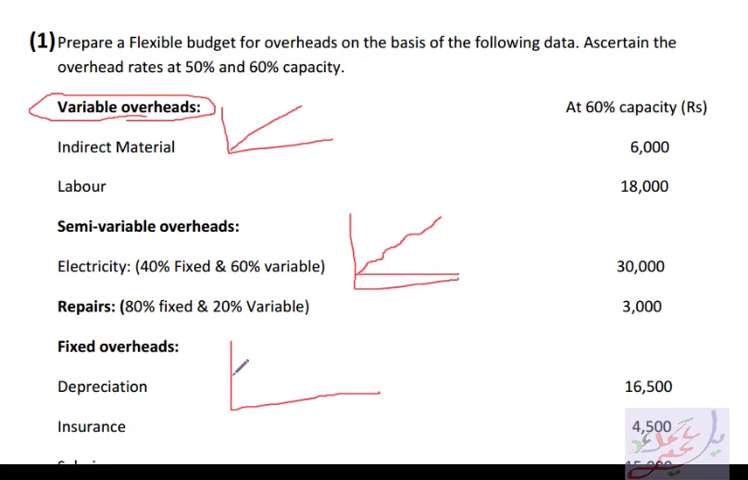 (1) Prepare a Flexible budget for overheads on the basis of the following data. Ascertain the
overhead rates at 50% and 60% capacity.
Variable overheads: At 60% capacity (Rs)
Indirect Material 6,000
Labour 18,000
Semi-variable overheads:
Electricity: (40% Fixed & 60% variable) 30,000
Repairs: (80% fixed & 20% Variable) 3,000
Fixed overheads:
Depreciation 16,500
Insurance 4,500